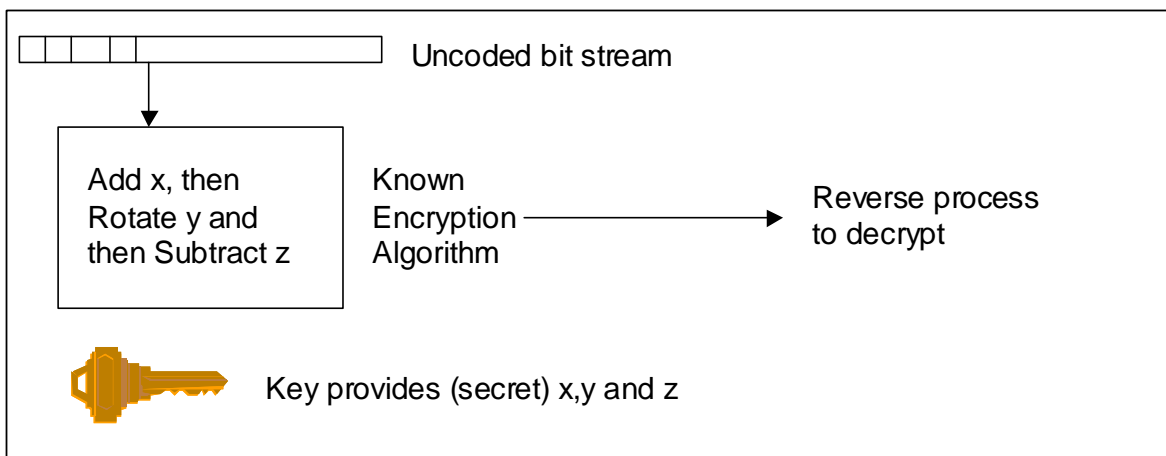 Uncoded bit stream
Add x, then
Rotate y and
then Subtract z
Known
Encryption
Algorithm
Reverse process
to decrypt
Key provides (secret) x,y and z